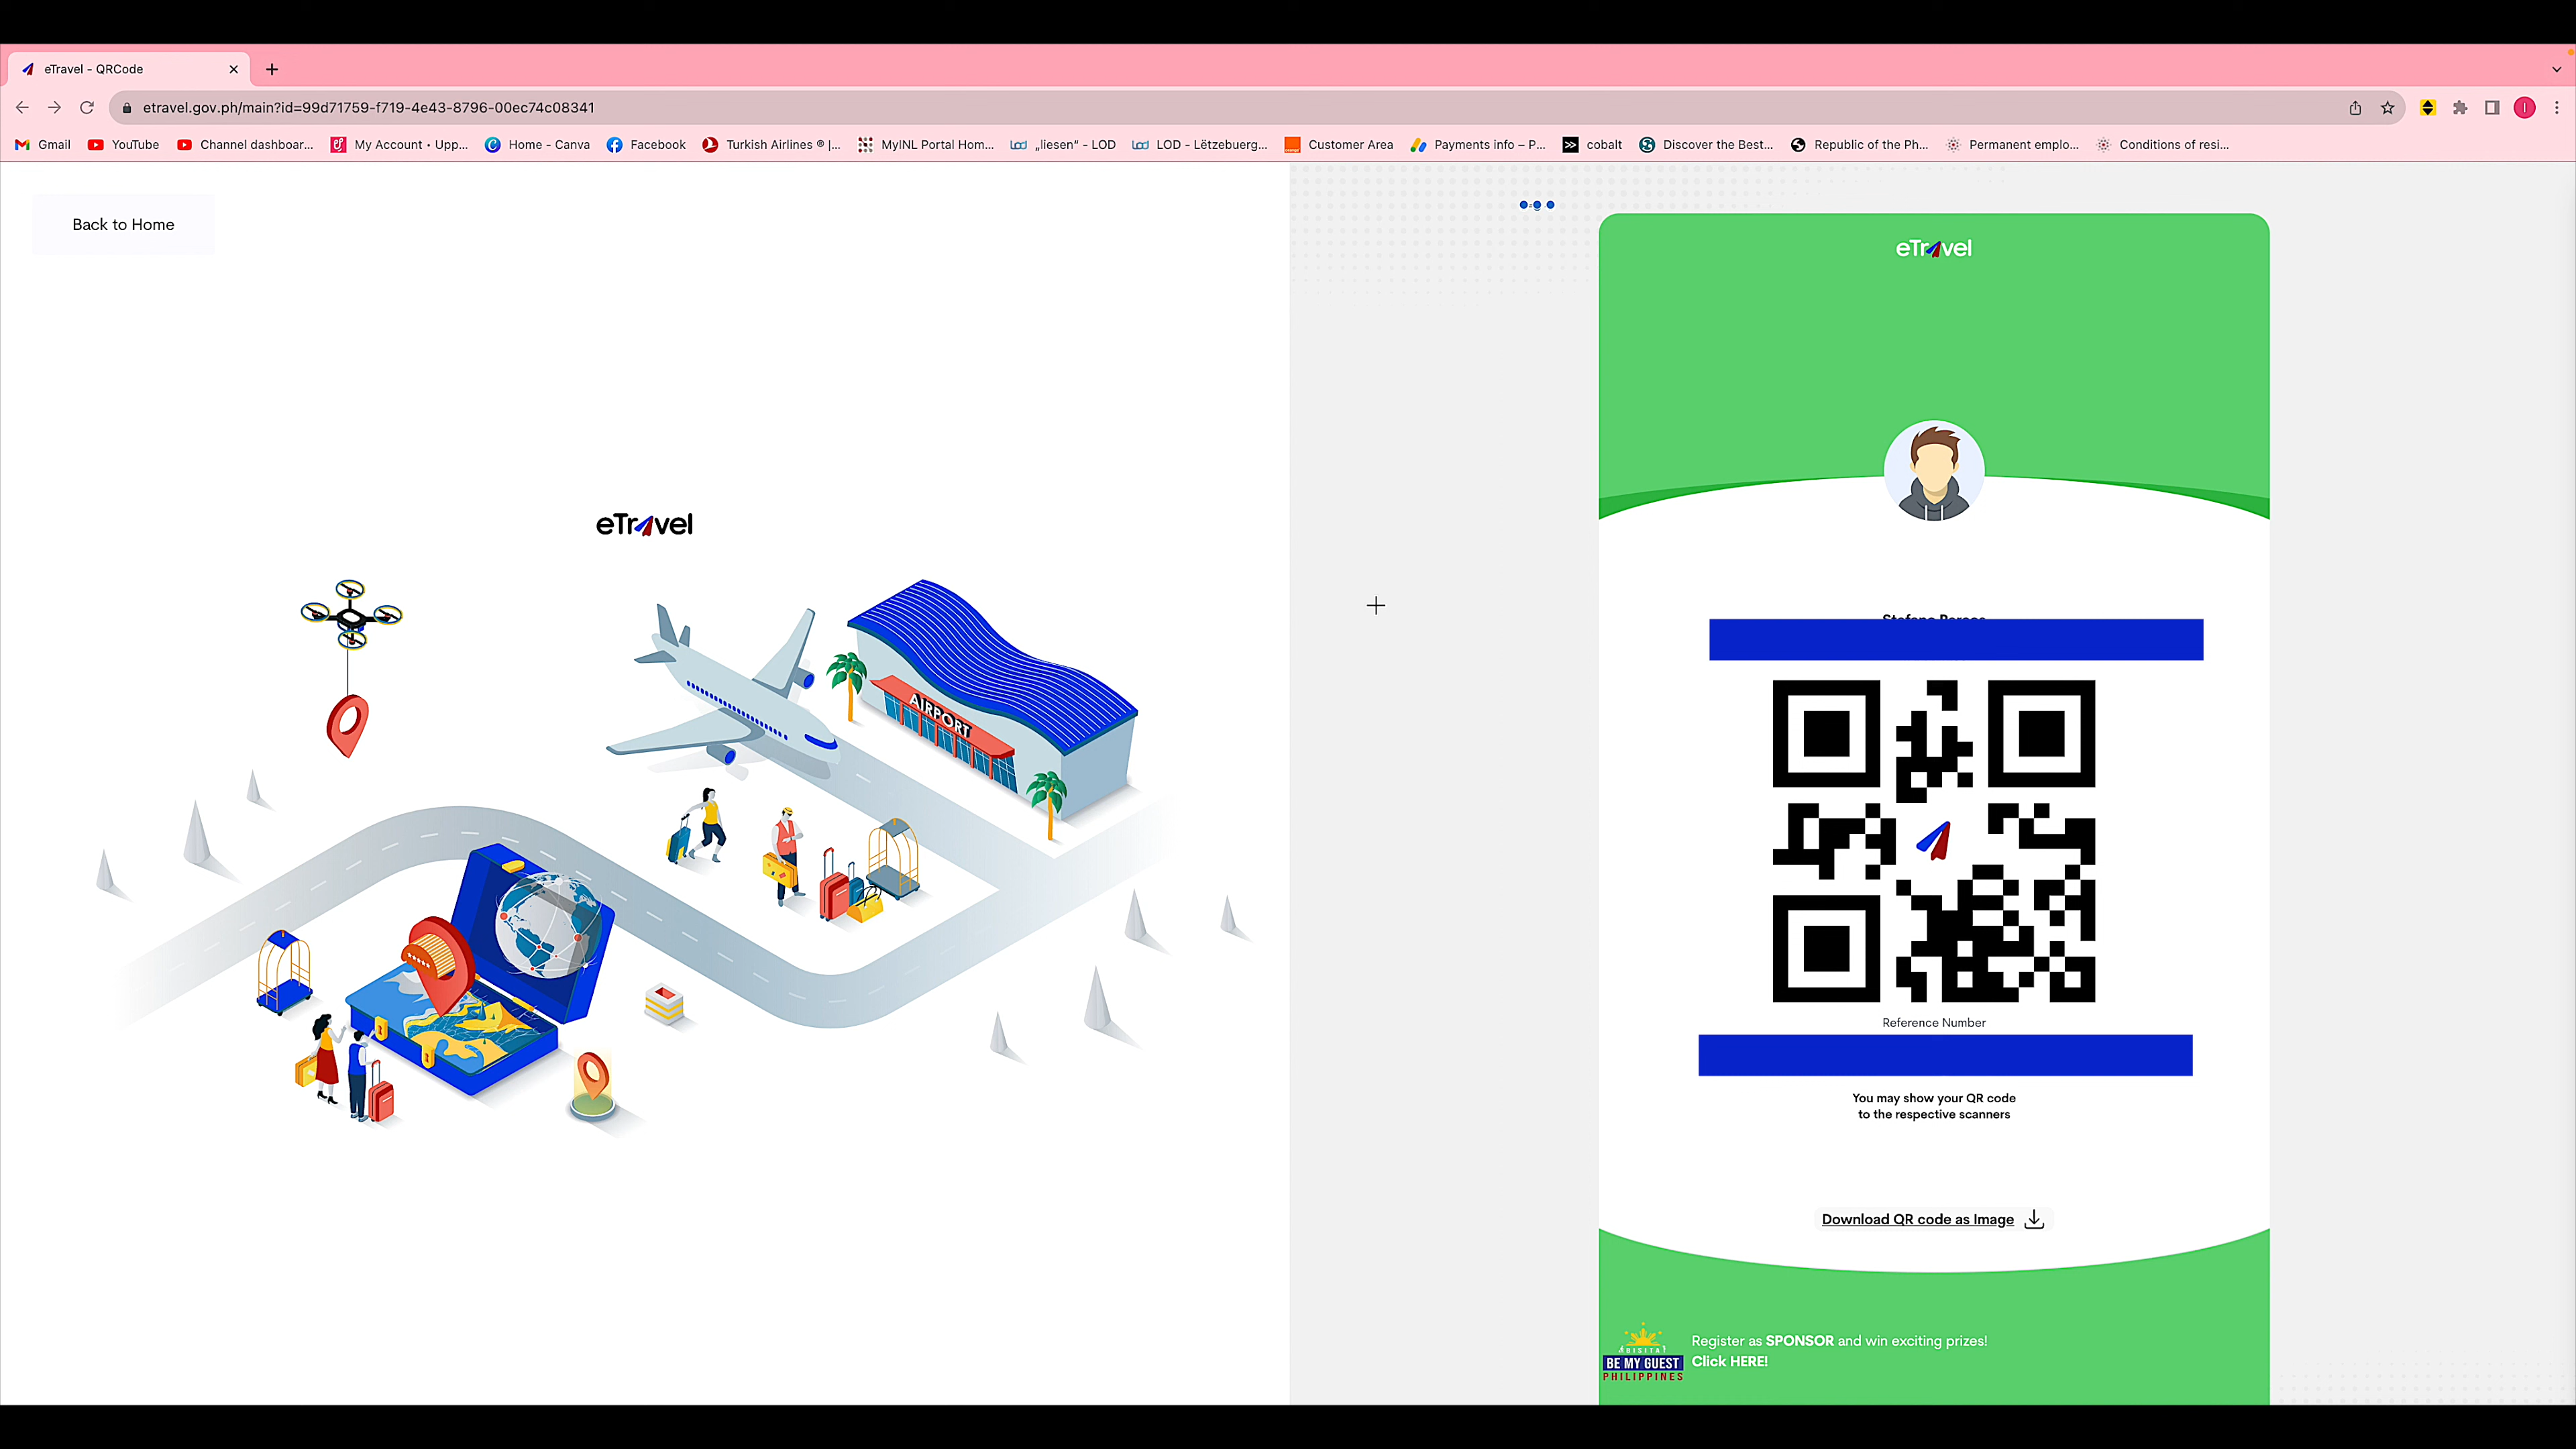 eTravel - QRCode
etravel.gov.ph/main?id=99d71759-f719-4e43-8796-00ec74c08341
Gmail YouTube Channel dashboar... My Account • Upp... Home - Canva Facebook Turkish Airlines ® |... MyINL Portal Hom... „liesen“ - LOD LOD - Lëtzebuerg... Customer Area Payments info – P... cobalt Discover the Best... Republic of the Ph... Permanent emplo... Conditions of resi...
Back to Home
eTravel
AIRPORT
eTravel
Reference Number
You may show your QR code
to the respective scanners
Download QR code as Image
Register as SPONSOR and win exciting prizes!
Click HERE!
BISITA
BE MY GUEST
PHILIPPINES